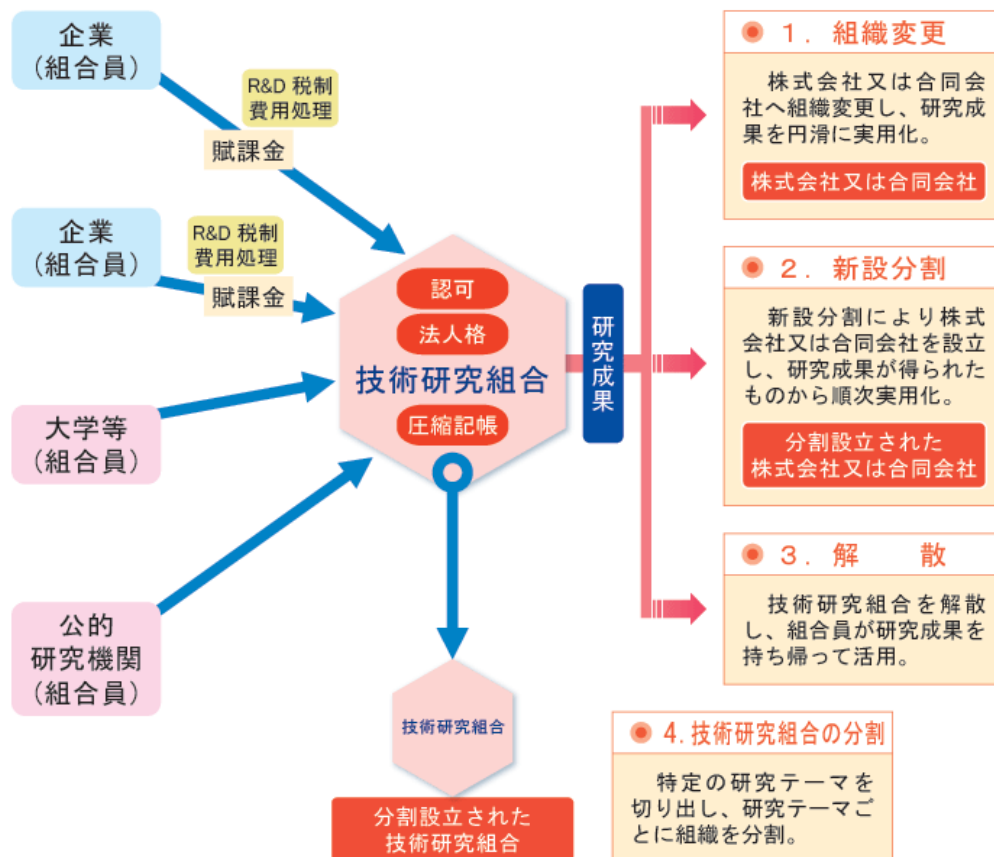 企業
（組合員）
R&D 税制
費用処理
賦課金
企業
（組合員）
R&D 税制
費用処理
賦課金
大学等
（組合員）
公的
研究機関
（組合員）
認可
法人格
技術研究組合
圧縮記帳
研究成果
技術研究組合
分割設立された
技術研究組合
1．組織変更
株式会社又は合同会
社へ組織変更し、研究成
果を円滑に実用化。
株式会社又は合同会社
2．新設分割
新設分割により株式
会社又は合同会社を設立
し、研究成果が得られた
ものから順次実用化。
分割設立された
株式会社又は合同会社
3．解　散
技術研究組合を解散
し、組合員が研究成果を
持ち帰って活用。
4.技術研究組合の分割
特定の研究テーマを
切り出し、研究テーマご
とに組織を分割。